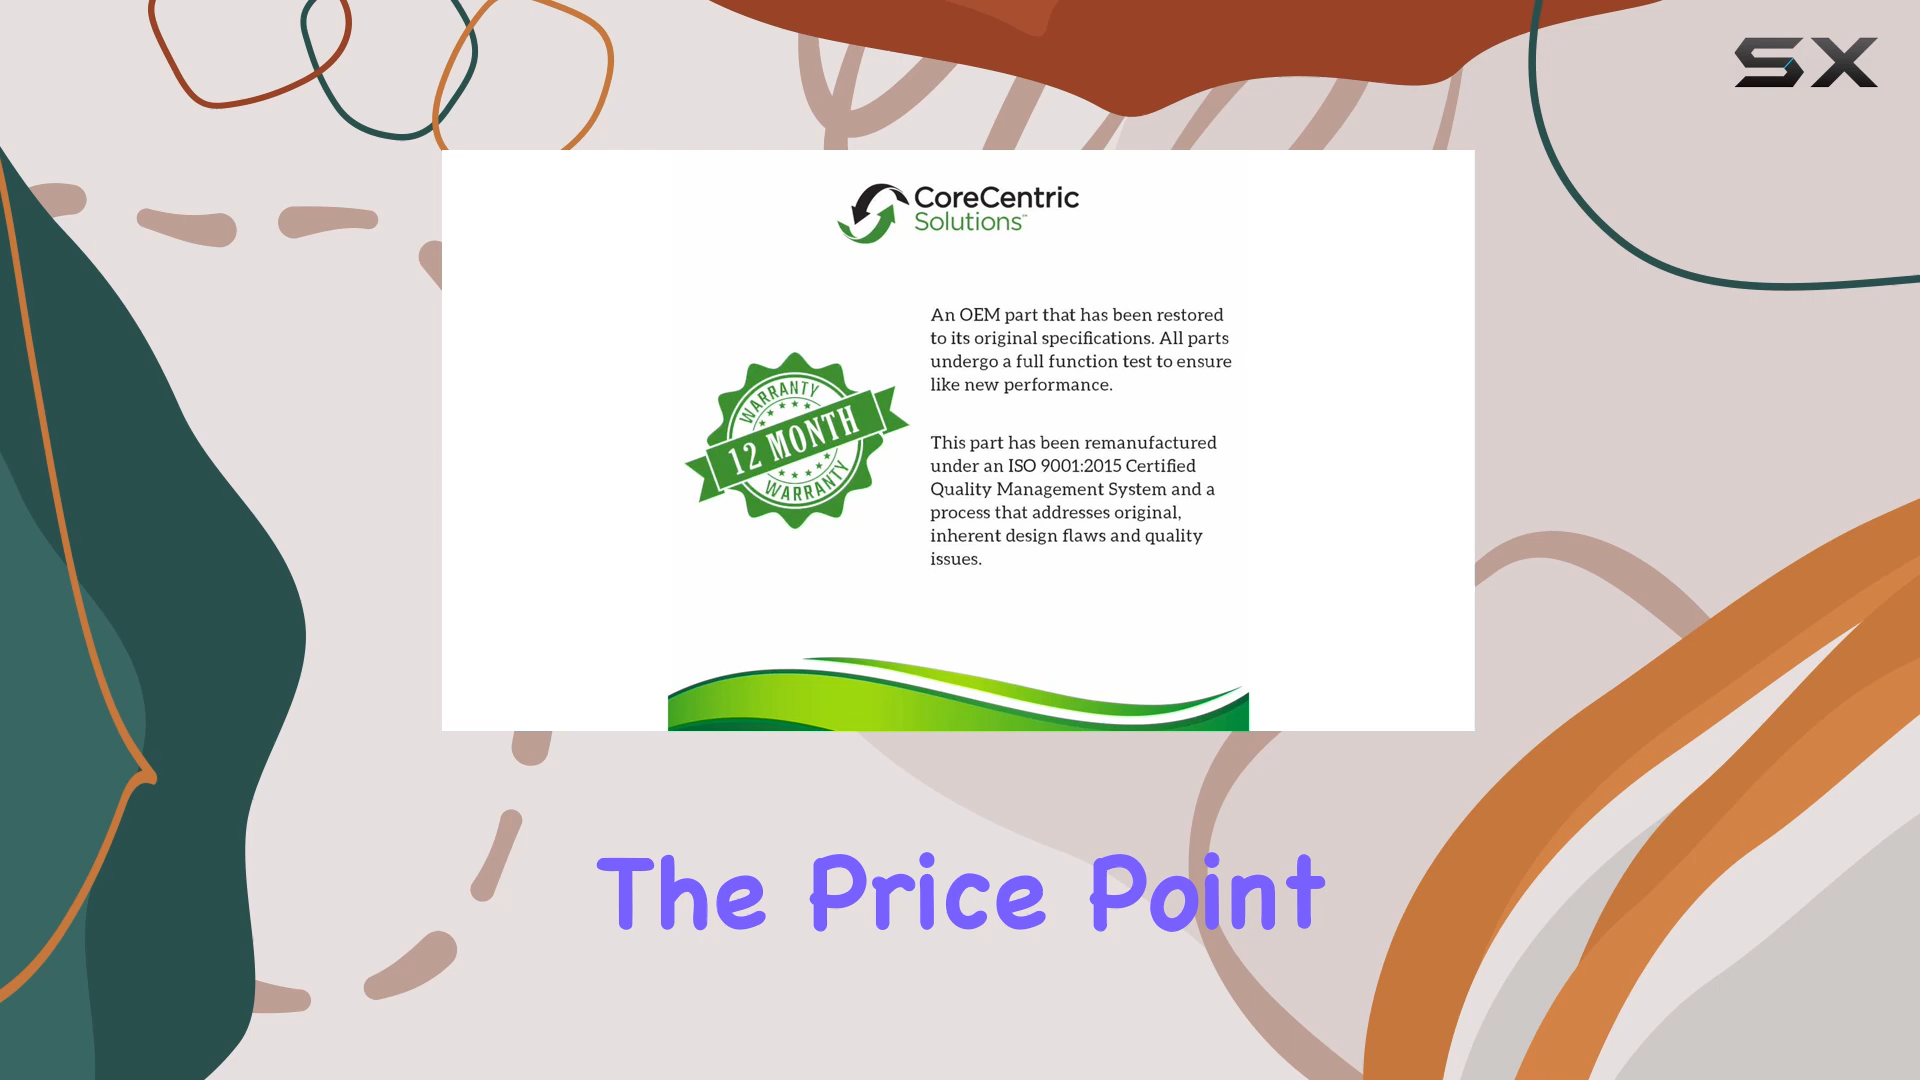 SX
CoreCentric
Solutions™
An OEM part that has been restored
to its original specifications. All parts
undergo a full function test to ensure
like new performance.
WARRANTY
12 MONTH
WARRANTY
This part has been remanufactured
under an ISO 9001:2015 Certified
Quality Management System and a
process that addresses original,
inherent design flaws and quality
issues.
The Price Point